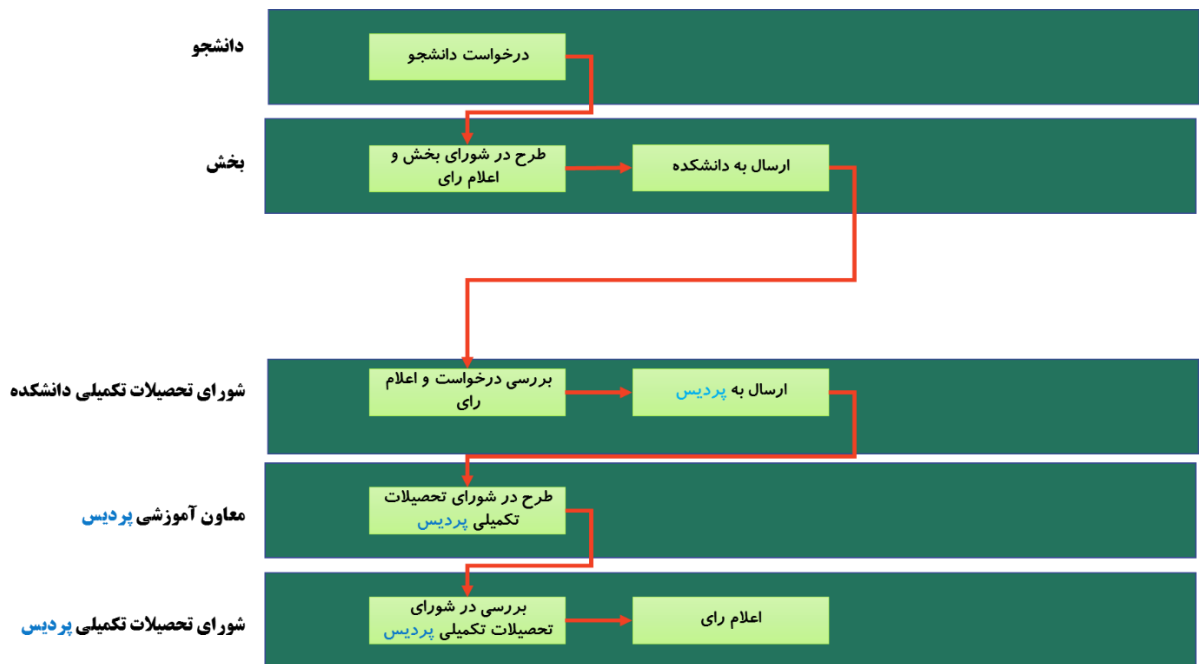 دانشجو
درخواست دانشجو
بخش
طرح در شورای بخش و
اعلام رای
ارسال به دانشکده
شورای تحصیلات تکمیلی دانشکده
بررسی درخواست و اعلام
رای
ارسال به پردیس
معاون آموزشی پردیس
طرح در شورای تحصیلات
تکمیلی پردیس
شورای تحصیلات تکمیلی پردیس
بررسی در شورای
تحصیلات تکمیلی پردیس
اعلام رای